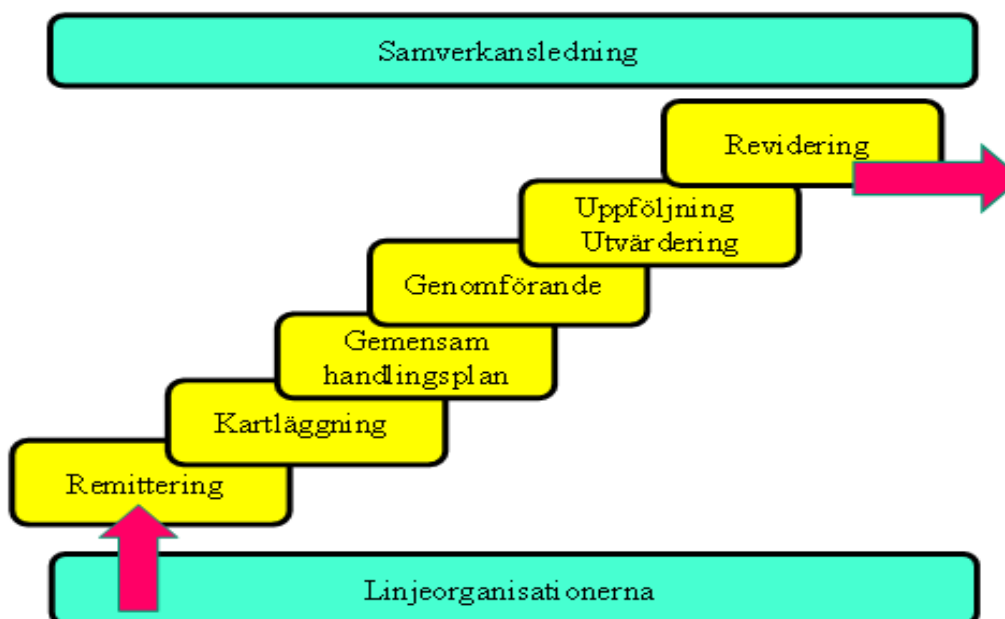 Samverkansledning
Revidering
Uppföljning
Utvärdering
Genomförande
Gemensam
handlingsplan
Kartläggning
Remittering
Linjeorganisationerna